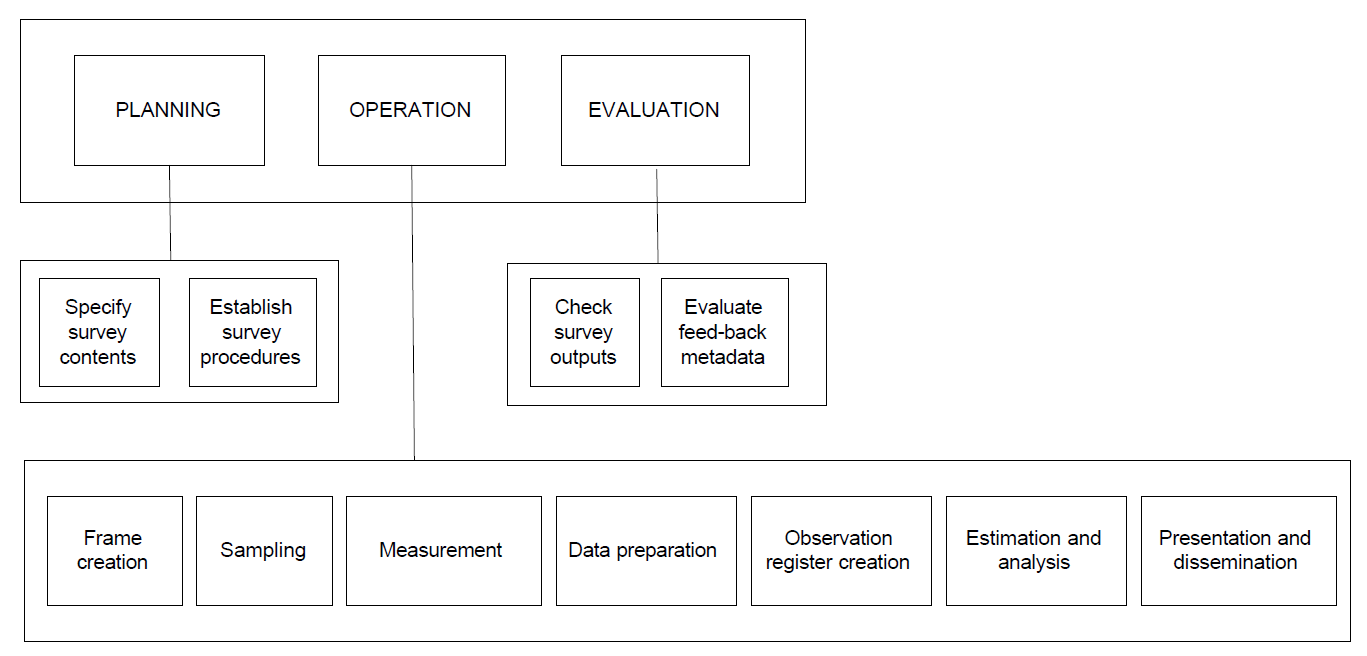 PLANNING
OPERATION
EVALUATION
Specify
survey
contents
Establish
survey
procedures
Check
survey
outputs
Evaluate
feed-back
metadata
Frame
creation
Sampling
Measurement
Data preparation
Observation
register creation
Estimation and
analysis
Presentation and
dissemination